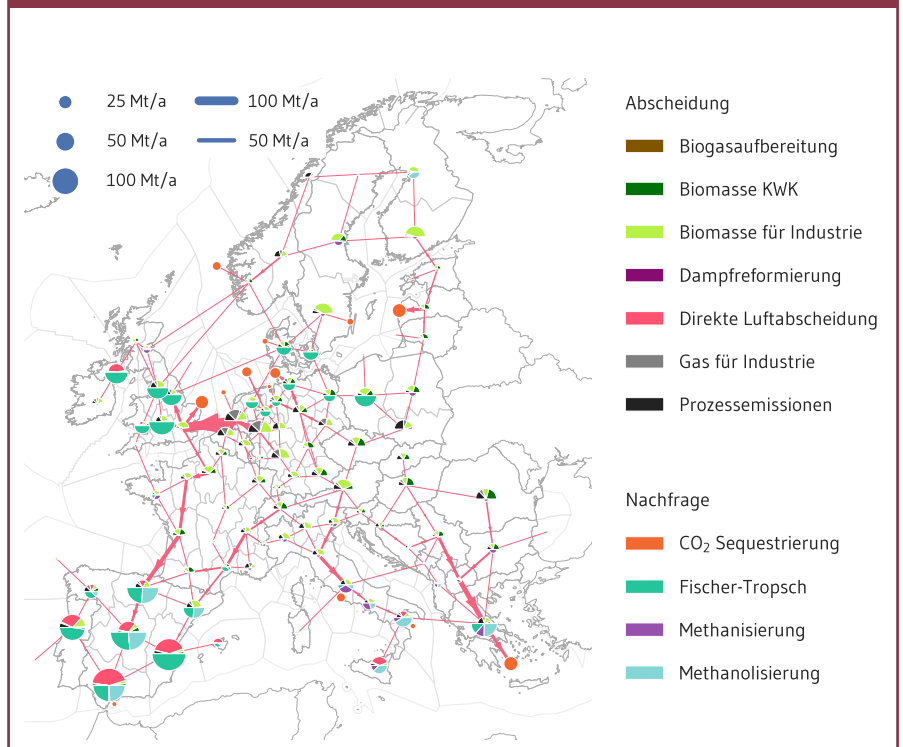 25 Mt/a
100 Mt/a
50 Mt/a
50 Mt/a
100 Mt/a
Abscheidung
Biogasaufbereitung
Biomasse KWK
Biomasse für Industrie
Dampfreformierung
Direkte Luftabscheidung
Gas für Industrie
Prozessemissionen
Nachfrage
CO₂ Sequestrierung
Fischer-Tropsch
Methanisierung
Methanolisierung